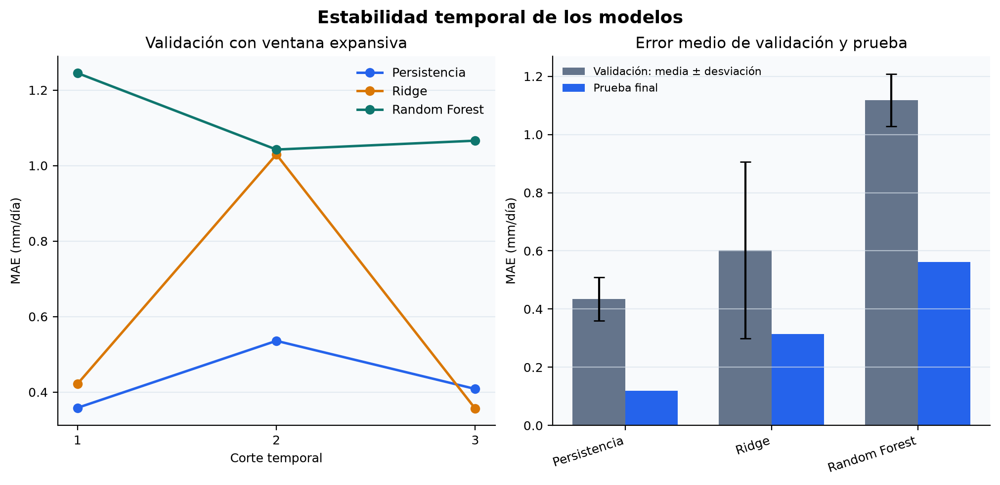 Estabilidad temporal de los modelos
Validación con ventana expansiva
Persistencia
Ridge
Random Forest
MAE (mm/día)
1.2
1.0
0.8
0.6
0.4
1
2
3
Corte temporal
Error medio de validación y prueba
Validación: media ± desviación
Prueba final
MAE (mm/día)
1.2
1.0
0.8
0.6
0.4
0.2
0.0
Persistencia
Ridge
Random Forest